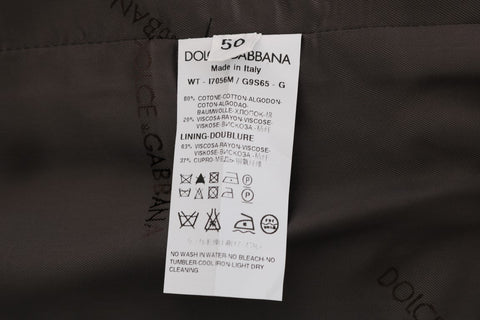 50
DOLCE & GABBANA
Made in Italy
WT - I7056M / G9S65 - G
80% COTONE-COTTON-ALGODON-
COTON-ALGODAO-
BAUMWOLLE-ХЛОПОК-棉
20% VISCOSA-RAYON-VISCOSE-
VISKOSE-ВИСКОЗА-
LINING-DOUBLURE
63% VISCOSA-RAYON-VISCOSE-
VISKOSE-ВИСКОЗА-
37% CUPRO-МЕДЬ-
NO WASH IN WATER-NO BLEACH-NO
TUMBLER-COOL IRON-LIGHT DRY
CLEANING
DOLCE & GABBANA
DOLCE